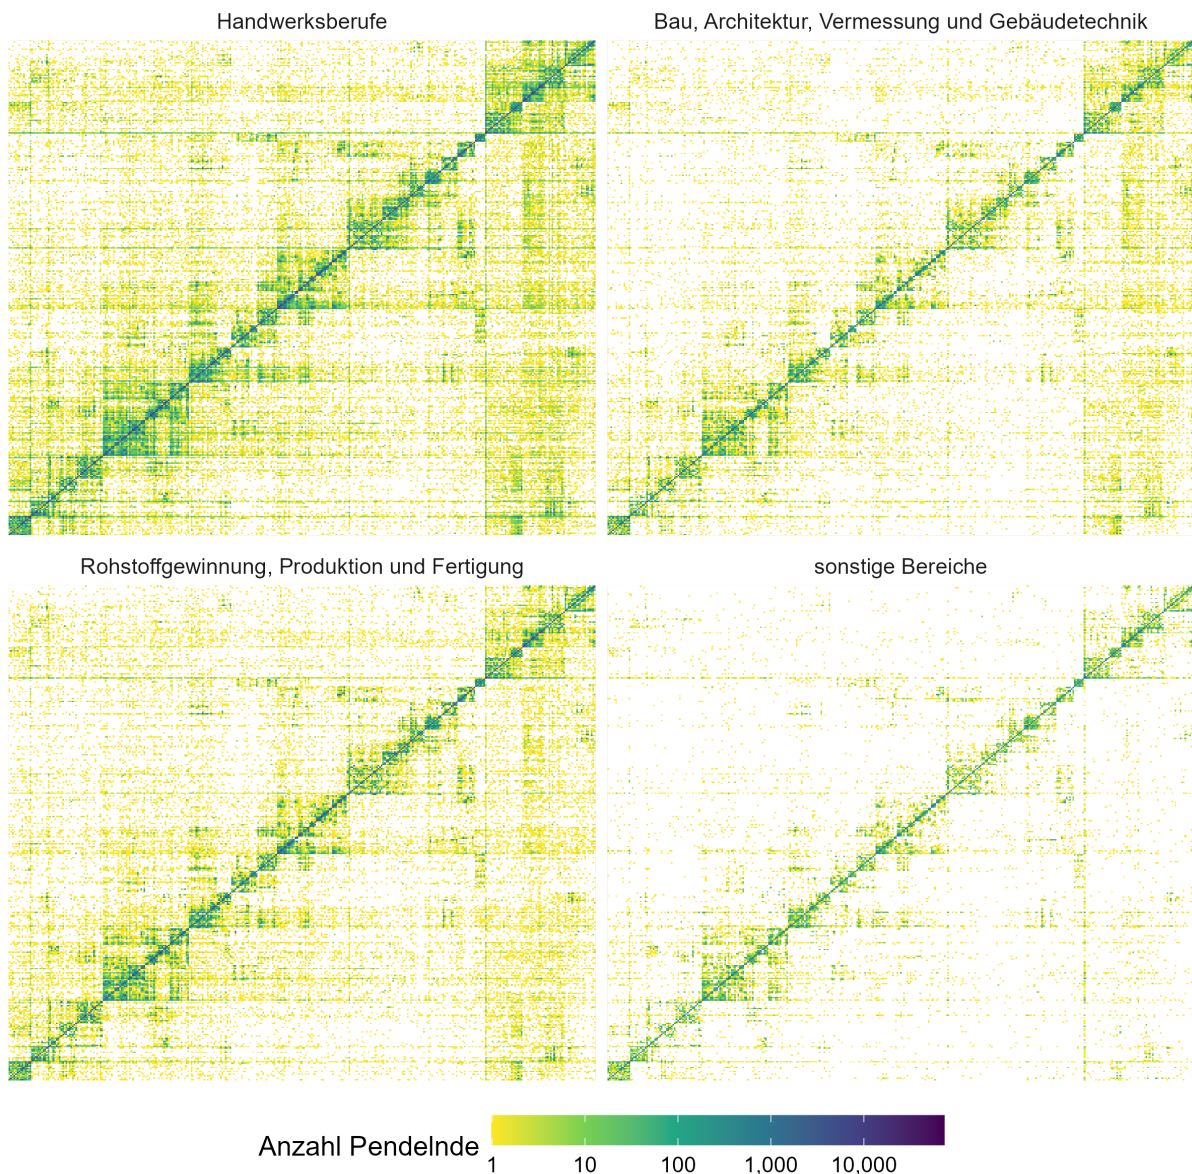 Handwerksberufe
Bau, Architektur, Vermessung und Gebäudetechnik
Rohstoffgewinnung, Produktion und Fertigung
sonstige Bereiche
Anzahl Pendelnde
1 10 100 1,000 10,000